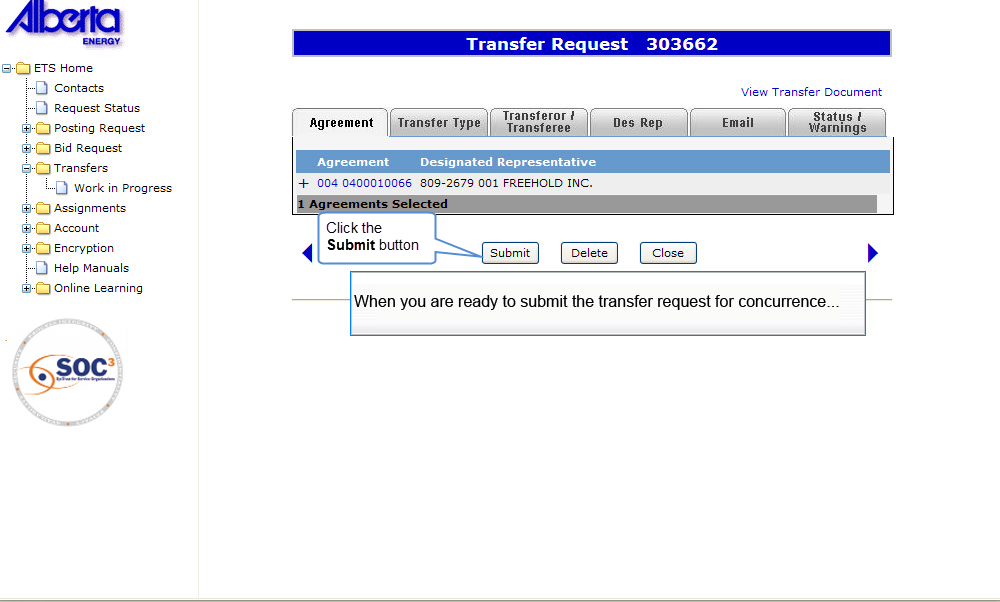 Alberta
ENERGY
ETS Home
Contacts
Request Status
Posting Request
Bid Request
Transfers
Work in Progress
Assignments
Account
Encryption
Help Manuals
Online Learning
SOC3
Transfer Request 303662
View Transfer Document
Agreement
Transfer Type
Transferor /
Transferee
Des Rep
Email
Status /
Warnings
Agreement Designated Representative
+ 004 0400010066 809-2679 001 FREEHOLD INC.
1 Agreements Selected
Click the
Submit button
Submit Delete Close
When you are ready to submit the transfer request for concurrence...